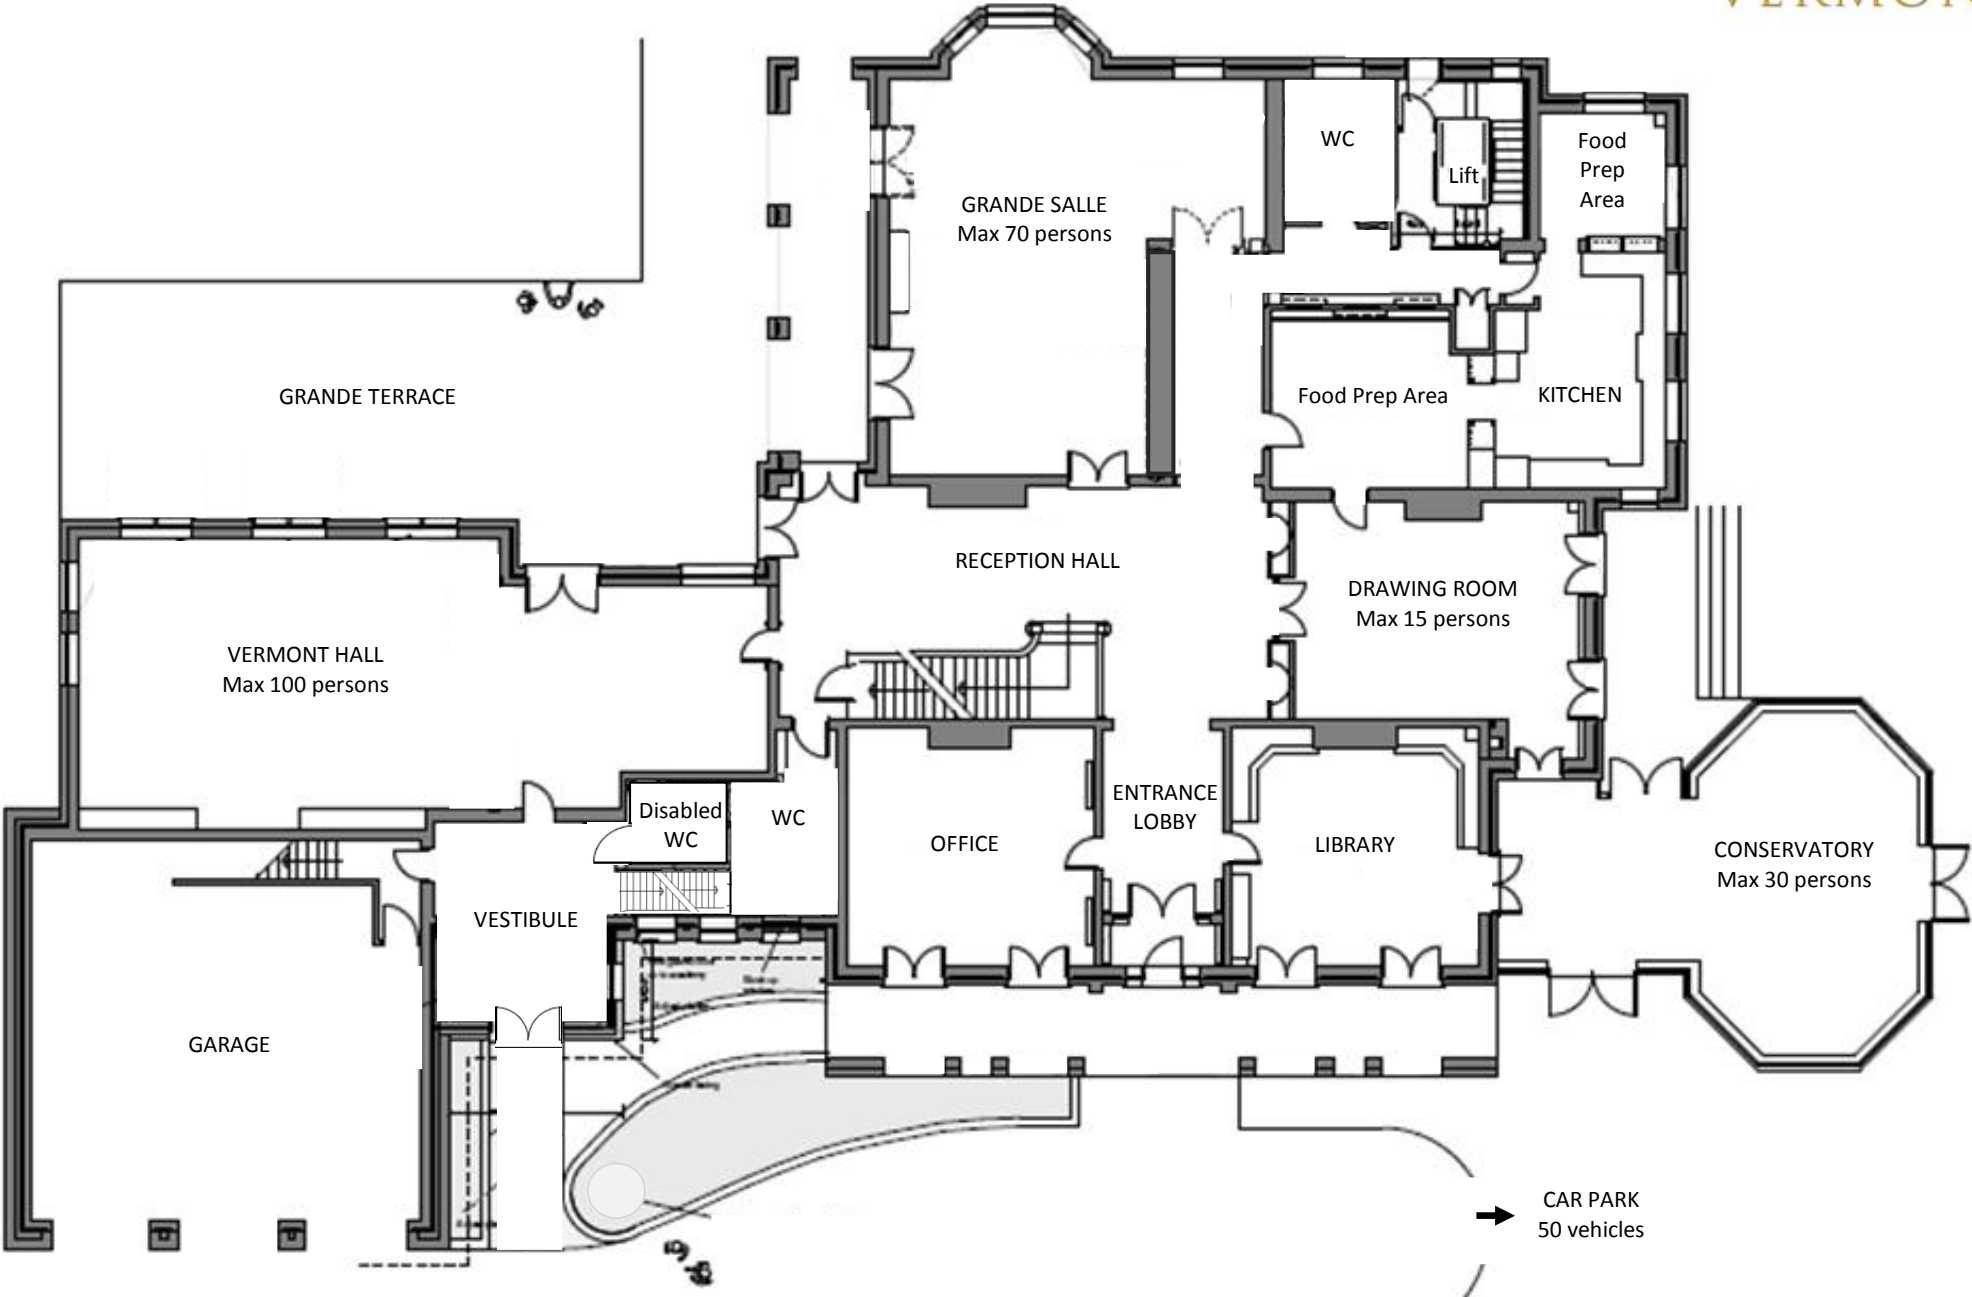 WC
Food
Prep
Area
Lift
GRANDE SALLE
Max 70 persons
GRANDE TERRACE
Food Prep Area
KITCHEN
RECEPTION HALL
DRAWING ROOM
Max 15 persons
VERMONT HALL
Max 100 persons
Disabled
WC
WC
ENTRANCE
LOBBY
OFFICE
LIBRARY
CONSERVATORY
Max 30 persons
VESTIBULE
GARAGE
CAR PARK
50 vehicles